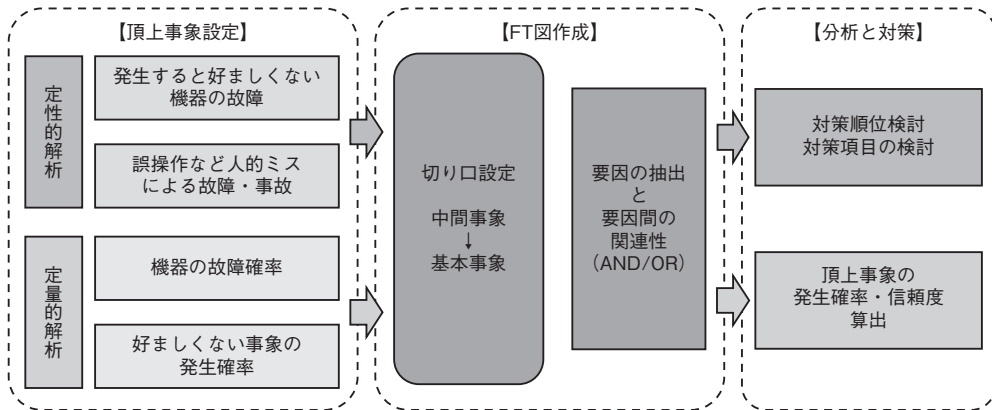 【頂上事象設定】
定性的解析
発生すると好ましくない
機器の故障
誤操作など人的ミス
による故障・事故
定量的解析
機器の故障確率
好ましくない事象の
発生確率
【FT図作成】
切り口設定
中間事象
↓
基本事象
要因の抽出
と
要因間の
関連性
（AND/OR）
【分析と対策】
対策順位検討
対策項目の検討
頂上事象の
発生確率・信頼度
算出